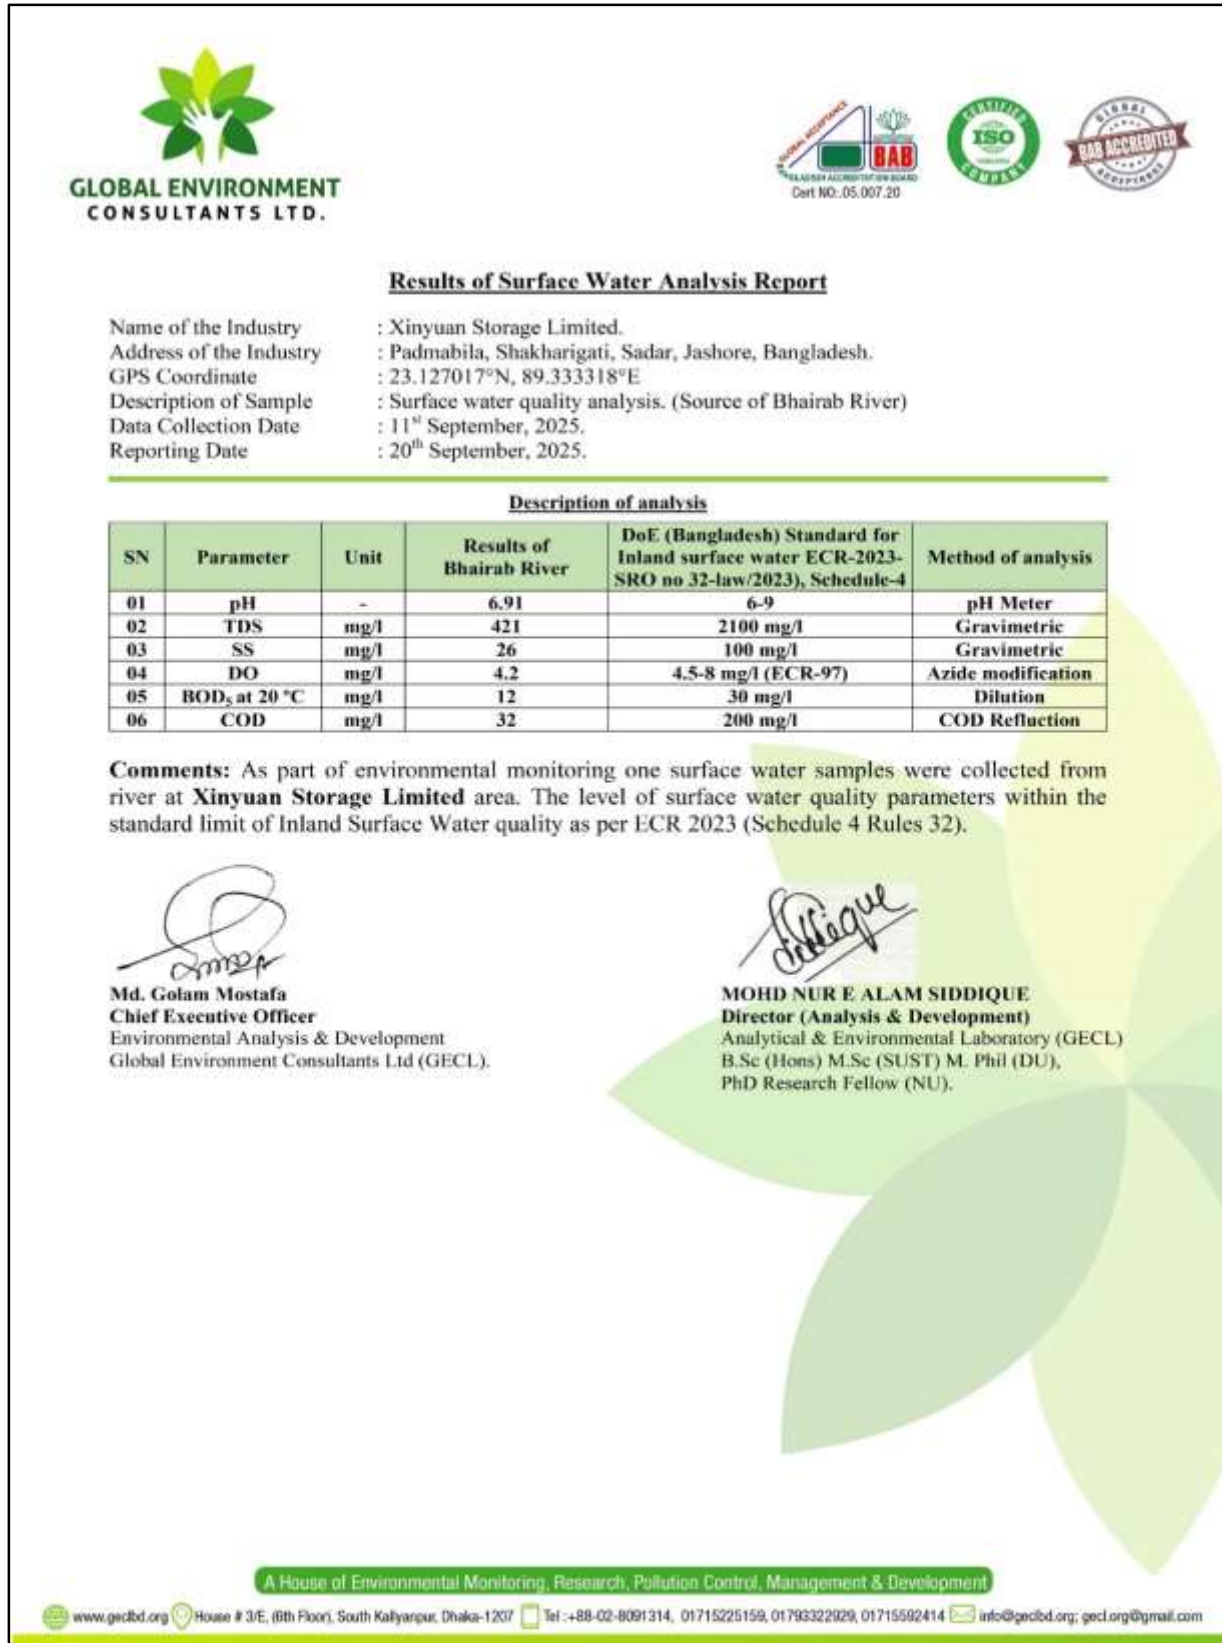 GLOBAL ENVIRONMENT
CONSULTANTS LTD.
GLOBAL ACCEPTANCE
BAB
BANGLADESH ACCREDITATION BOARD
Cert NO:.05.007.20
CERTIFIED
ISO
COMPANY
GLOBAL
BAB ACCREDITED
ACCEPTANCE
Results of Surface Water Analysis Report
Name of the Industry : Xinyuan Storage Limited.
Address of the Industry : Padmabila, Shakharigati, Sadar, Jashore, Bangladesh.
GPS Coordinate : 23.127017°N, 89.333318°E
Description of Sample : Surface water quality analysis. (Source of Bhairab River)
Data Collection Date : 11st September, 2025.
Reporting Date : 20th September, 2025.
Description of analysis
SN Parameter Unit Results of Bhairab River DoE (Bangladesh) Standard for Inland surface water ECR-2023-SRO no 32-law/2023), Schedule-4 Method of analysis
01 pH - 6.91 6-9 pH Meter
02 TDS mg/l 421 2100 mg/l Gravimetric
03 SS mg/l 26 100 mg/l Gravimetric
04 DO mg/l 4.2 4.5-8 mg/l (ECR-97) Azide modification
05 BOD5 at 20 °C mg/l 12 30 mg/l Dilution
06 COD mg/l 32 200 mg/l COD Refluction
Comments: As part of environmental monitoring one surface water samples were collected from
river at Xinyuan Storage Limited area. The level of surface water quality parameters within the
standard limit of Inland Surface Water quality as per ECR 2023 (Schedule 4 Rules 32).
Siddique
Md. Golam Mostafa
Chief Executive Officer
Environmental Analysis & Development
Global Environment Consultants Ltd (GECL).
MOHD NUR E ALAM SIDDIQUE
Director (Analysis & Development)
Analytical & Environmental Laboratory (GECL)
B.Sc (Hons) M.Sc (SUST) M. Phil (DU),
PhD Research Fellow (NU).
A House of Environmental Monitoring, Research, Pollution Control, Management & Development
www.geclbd.org House # 3/E, (6th Floor), South Kallyanpur, Dhaka-1207 Tel :+88-02-8091314, 01715225159, 01793322929, 01715592414 info@geclbd.org; gecl.org@gmail.com